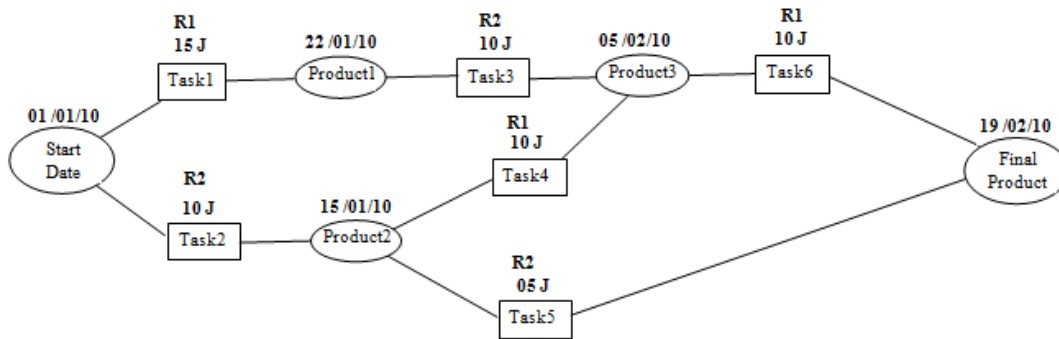 R1
15 J
Task1
22 /01/10
Product1
R2
10 J
Task3
05 /02/10
Product3
R1
10 J
Task6
01 /01/10
Start
Date
R1
10 J
Task4
19 /02/10
Final
Product
R2
10 J
Task2
15 /01/10
Product2
R2
05 J
Task5